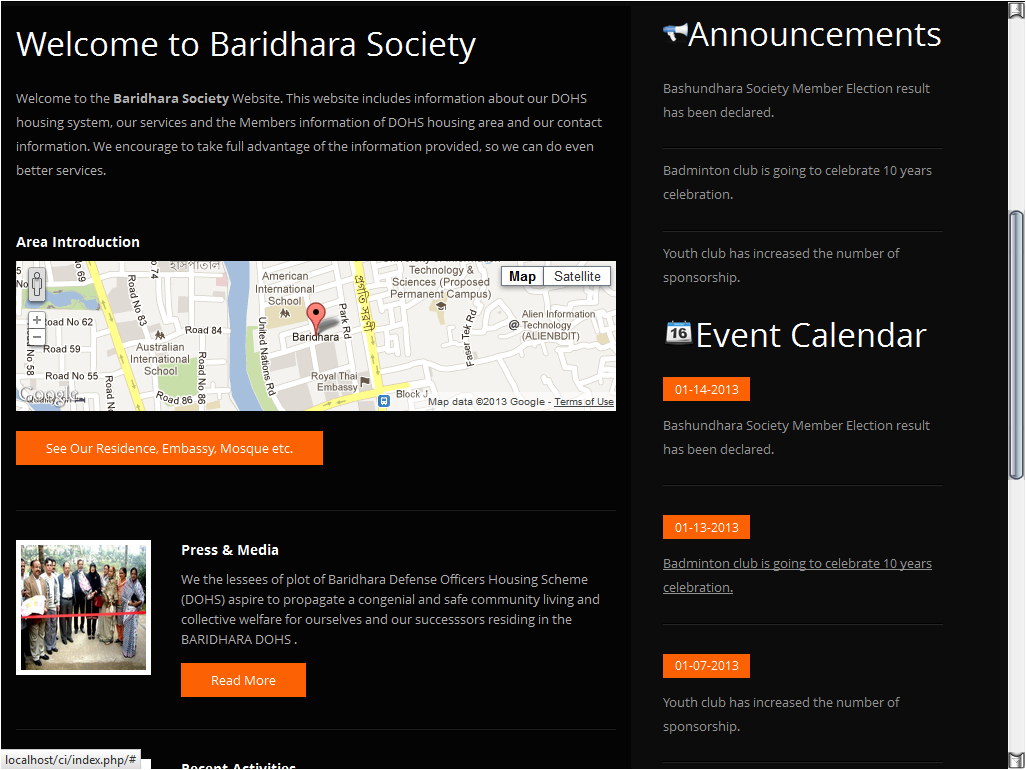 Welcome to Baridhara Society
Welcome to the Baridhara Society Website. This website includes information about our DOHS
housing system, our services and the Members information of DOHS housing area and our contact
information. We encourage to take full advantage of the information provided, so we can do even
better services.
Area Introduction
Road No 69
74
Road No 83
Road No 62
Road 59
Road No 55
No 58
Road 84
Road No 86
Road 86
Australian
International
School
American
International
School
United Nations Rd
Park Rd
Baridhara
Royal Thai
Embassy
Block J
Technology &
Sciences (Proposed
Permanent Campus)
Faser Tek Rd
@ Alien Information
Technology
(ALIENBDIT)
Map
Satellite
+
−
Google
Map data ©2013 Google - Terms of Use
See Our Residence, Embassy, Mosque etc.
Press & Media
We the lessees of plot of Baridhara Defense Officers Housing Scheme
(DOHS) aspire to propagate a congenial and safe community living and
collective welfare for ourselves and our successsors residing in the
BARIDHARA DOHS .
Read More
Recent Activities
localhost/ci/index.php/#
Announcements
Bashundhara Society Member Election result
has been declared.
Badminton club is going to celebrate 10 years
celebration.
Youth club has increased the number of
sponsorship.
16
Event Calendar
01-14-2013
Bashundhara Society Member Election result
has been declared.
01-13-2013
Badminton club is going to celebrate 10 years
celebration.
01-07-2013
Youth club has increased the number of
sponsorship.